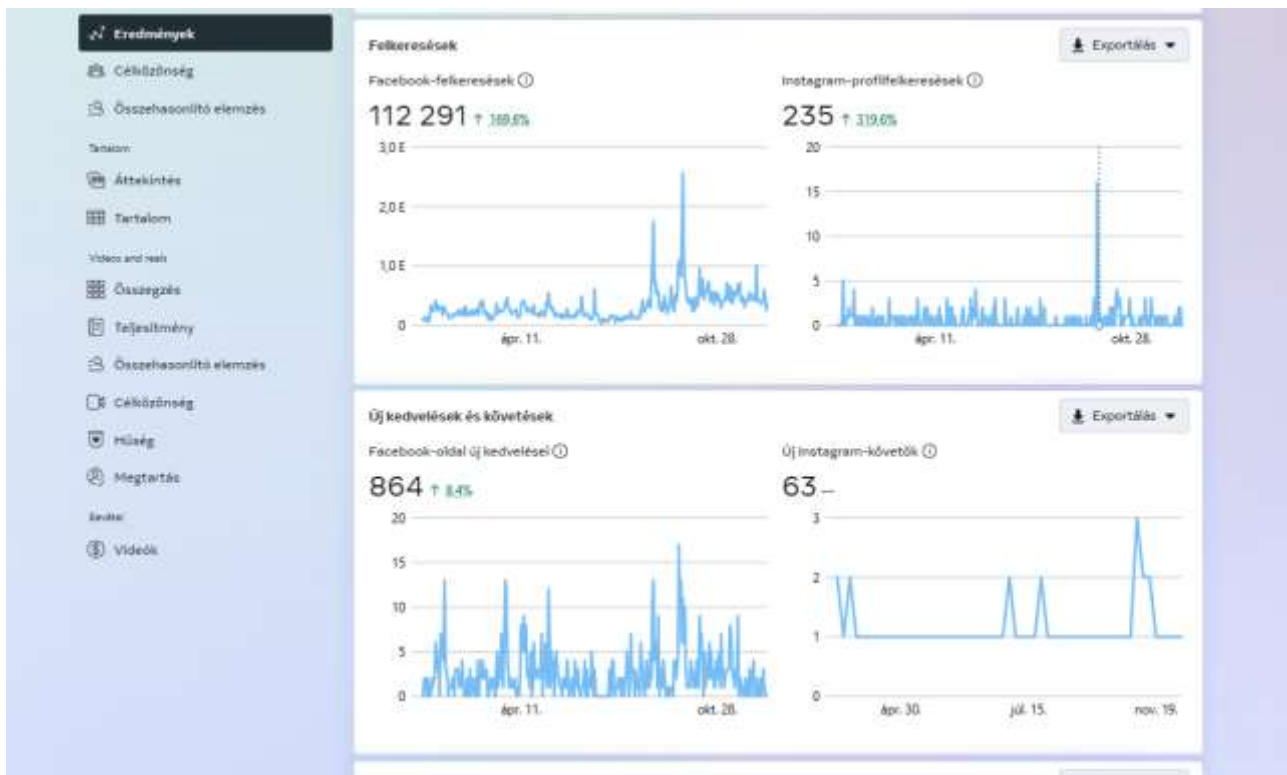 Eredmények
Célközönség
Összehasonlító elemzés
Tartalom
Áttekintés
Tartalom
Videos and reels
Összegzés
Teljesítmény
Összehasonlító elemzés
Célközönség
Hűség
Megtartás
Bevétel
Videók
Felkeresések
Exportálás
Facebook-felkeresések
112 291 ↑ 169,6%
3,0 E
2,0 E
1,0 E
0
ápr. 11.
okt. 28.
Instagram-profilfelkeresések
235 ↑ 319,6%
20
15
10
5
0
ápr. 11.
okt. 28.
Új kedvelések és követések
Exportálás
Facebook-oldal új kedvelései
864 ↑ 8,4%
20
15
10
5
0
ápr. 11.
okt. 28.
Új Instagram-követők
63 —
3
2
1
0
ápr. 30.
júl. 15.
nov. 19.